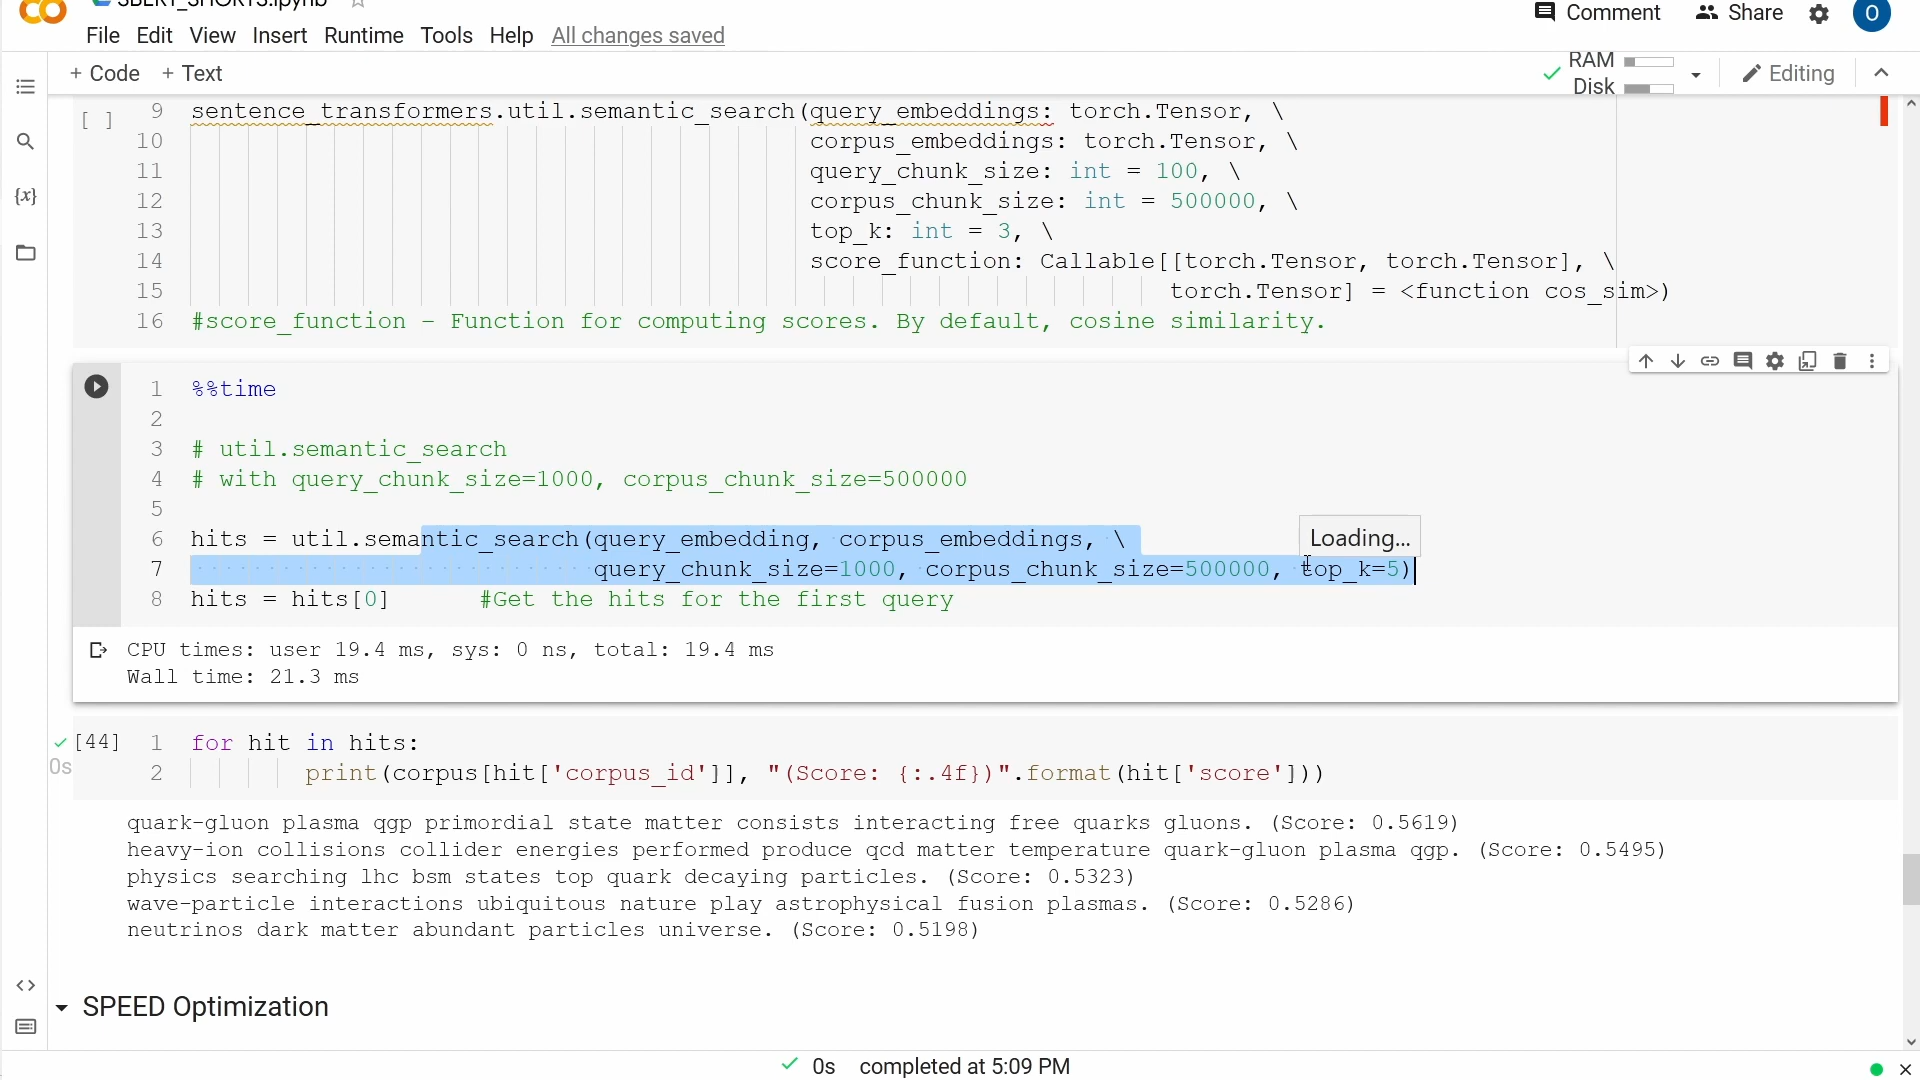 SBERT_SHORTS.ipynb
Comment Share O
File Edit View Insert Runtime Tools Help All changes saved
+ Code + Text RAM Disk Editing
{x}
[ ] 9 sentence_transformers.util.semantic_search(query_embeddings: torch.Tensor, \
10 corpus_embeddings: torch.Tensor, \
11 query_chunk_size: int = 100, \
12 corpus_chunk_size: int = 500000, \
13 top_k: int = 3, \
14 score_function: Callable[[torch.Tensor, torch.Tensor], \
15 torch.Tensor] = <function cos_sim>)
16 #score_function – Function for computing scores. By default, cosine similarity.
1 %%time
2
3 # util.semantic_search
4 # with query_chunk_size=1000, corpus_chunk_size=500000
5
6 hits = util.semantic_search(query_embedding, corpus_embeddings, \
Loading...
7 query_chunk_size=1000, corpus_chunk_size=500000, top_k=5)
8 hits = hits[0] #Get the hits for the first query
CPU times: user 19.4 ms, sys: 0 ns, total: 19.4 ms
Wall time: 21.3 ms
[44] 1 for hit in hits:
0s 2 print(corpus[hit['corpus_id']], "(Score: {:.4f})".format(hit['score']))
quark-gluon plasma qgp primordial state matter consists interacting free quarks gluons. (Score: 0.5619)
heavy-ion collisions collider energies performed produce qcd matter temperature quark-gluon plasma qgp. (Score: 0.5495)
physics searching lhc bsm states top quark decaying particles. (Score: 0.5323)
wave-particle interactions ubiquitous nature play astrophysical fusion plasmas. (Score: 0.5286)
neutrinos dark matter abundant particles universe. (Score: 0.5198)
SPEED Optimization
0s completed at 5:09 PM